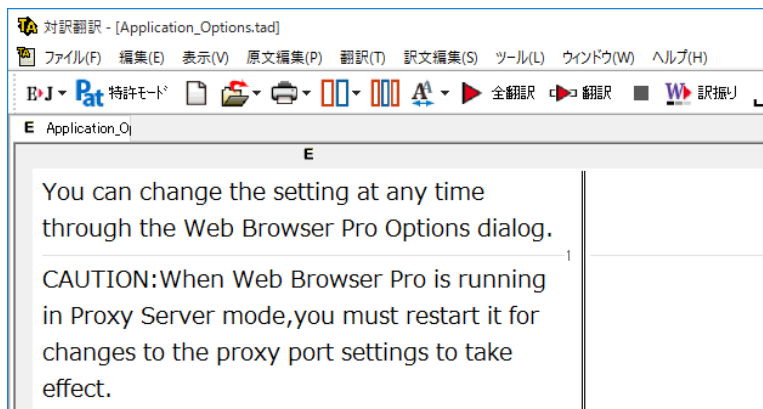 対訳翻訳 - [Application_Options.tad]
ファイル(F) 編集(E) 表示(V) 原文編集(P) 翻訳(T) 訳文編集(S) ツール(L) ウィンドウ(W) ヘルプ(H)
E▶J Pat 特許モード A 全翻訳 翻訳 W 訳振り
E Application_O
E
You can change the setting at any time
through the Web Browser Pro Options dialog.
1
CAUTION:When Web Browser Pro is running
in Proxy Server mode,you must restart it for
changes to the proxy port settings to take
effect.